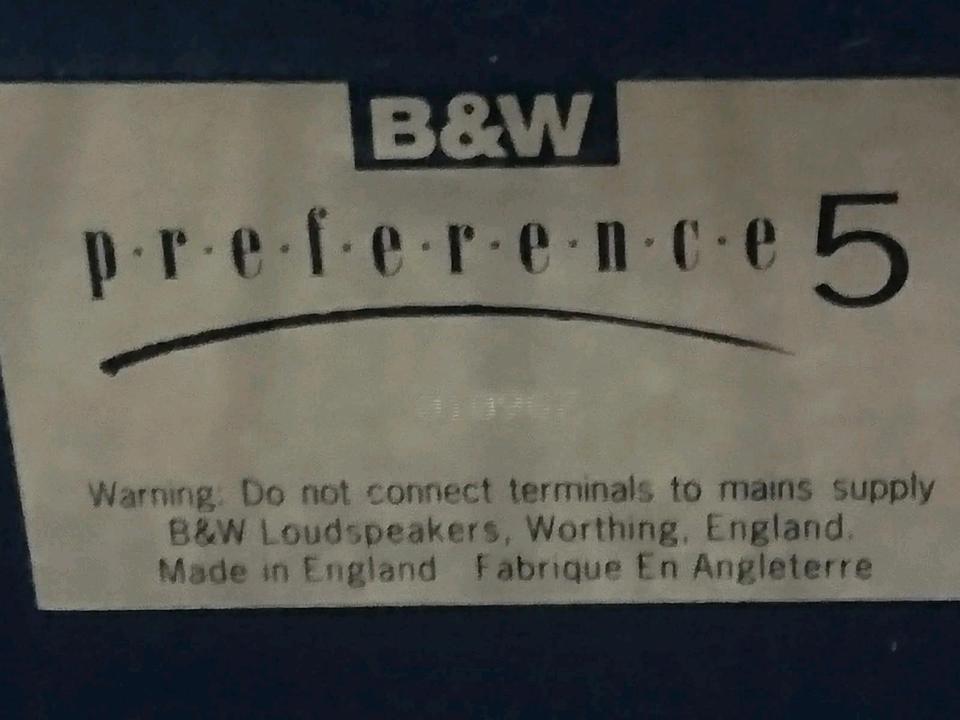 B&W
p·r·e·f·e·r·e·n·c·e 5
Warning: Do not connect terminals to mains supply
B&W Loudspeakers, Worthing, England.
Made in England Fabrique En Angleterre